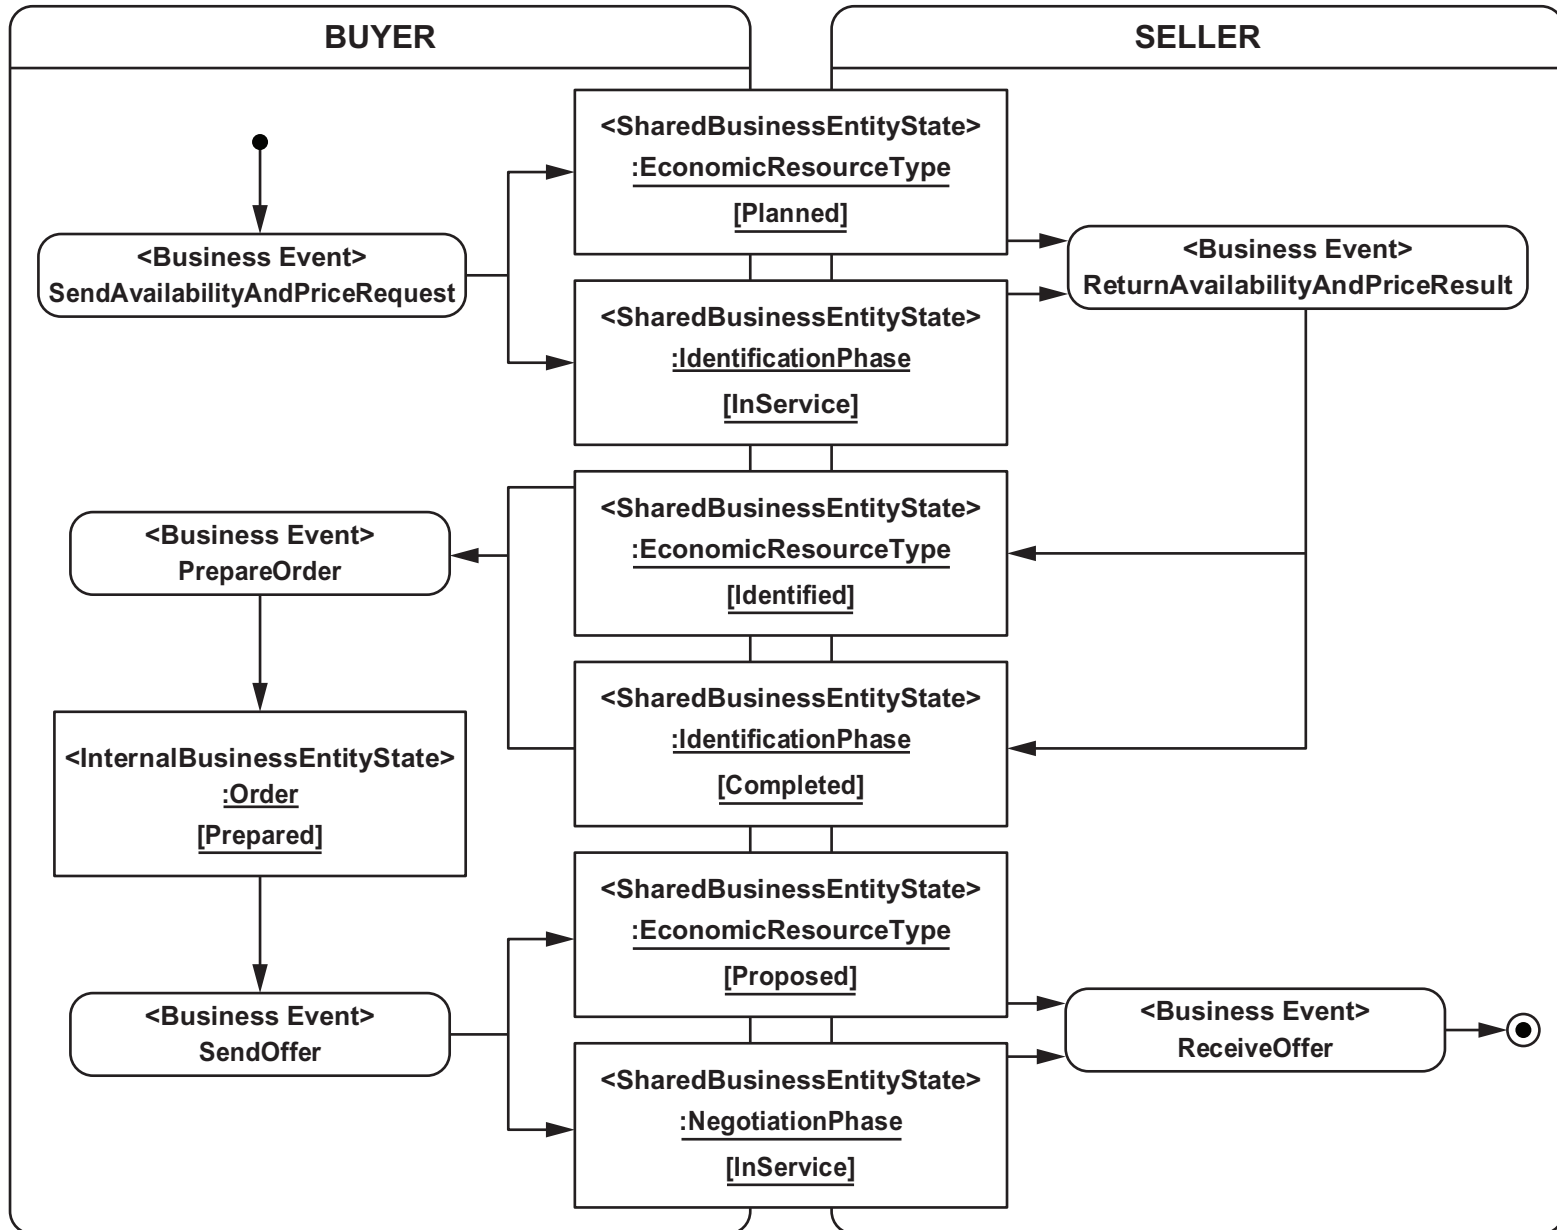 BUYER
SELLER
<SharedBusinessEntityState>
:EconomicResourceType
[Planned]
<Business Event>
SendAvailabilityAndPriceRequest
<Business Event>
ReturnAvailabilityAndPriceResult
<SharedBusinessEntityState>
:IdentificationPhase
[InService]
<SharedBusinessEntityState>
:EconomicResourceType
[Identified]
<Business Event>
PrepareOrder
<SharedBusinessEntityState>
:IdentificationPhase
[Completed]
<InternalBusinessEntityState>
:Order
[Prepared]
<SharedBusinessEntityState>
:EconomicResourceType
[Proposed]
<Business Event>
SendOffer
<Business Event>
ReceiveOffer
<SharedBusinessEntityState>
:NegotiationPhase
[InService]